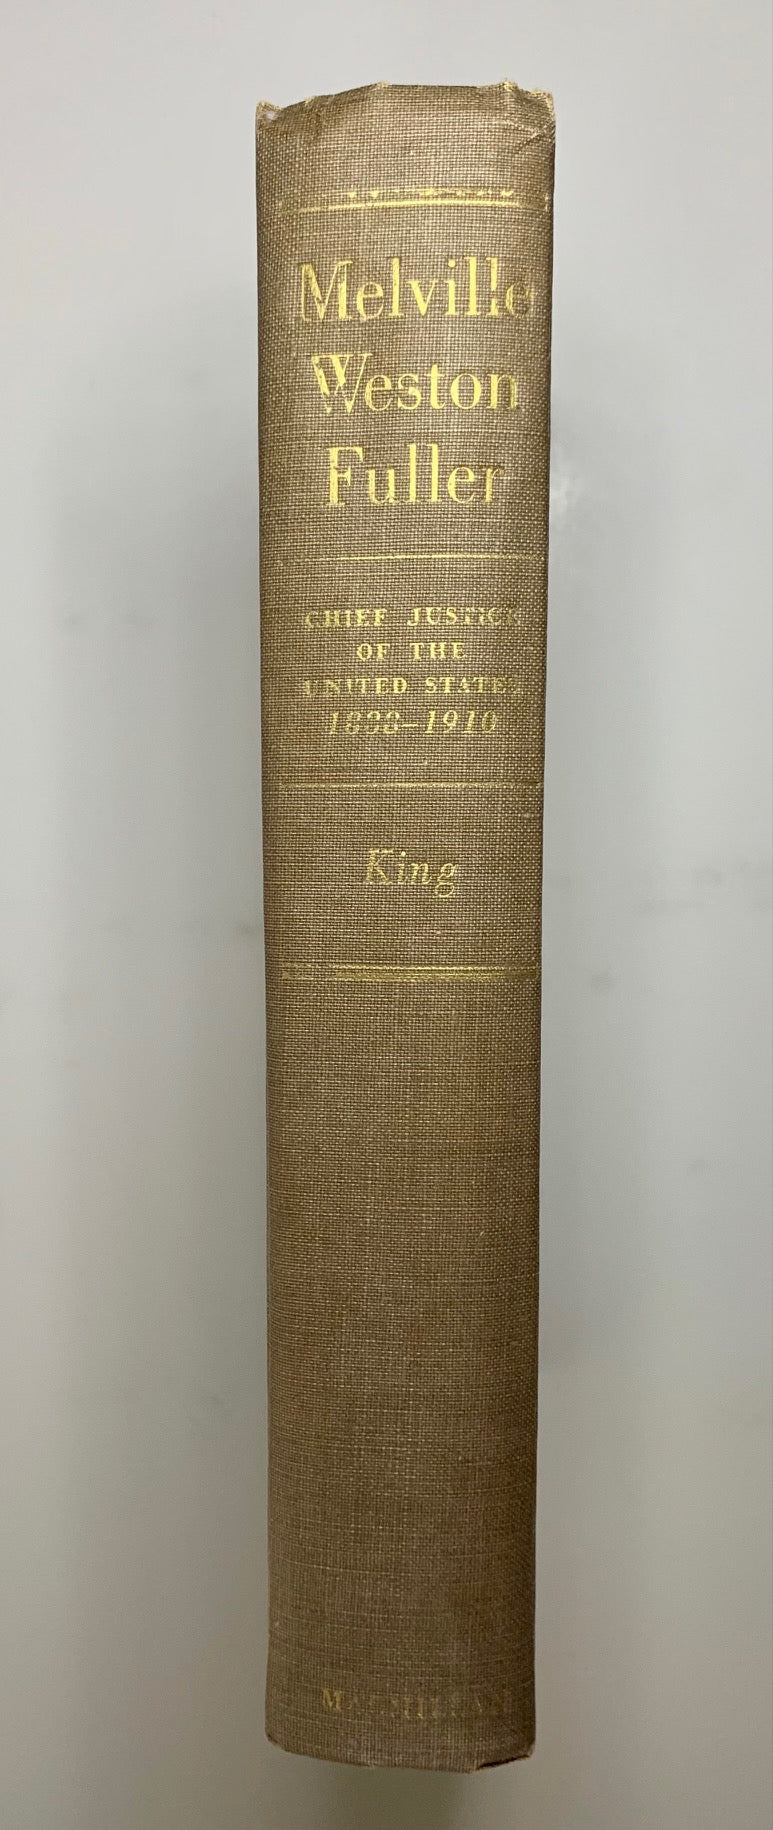 Melville
Weston
Fuller
CHIEF JUSTICE
OF THE
UNITED STATES
1888–1910
King
MACMILLAN